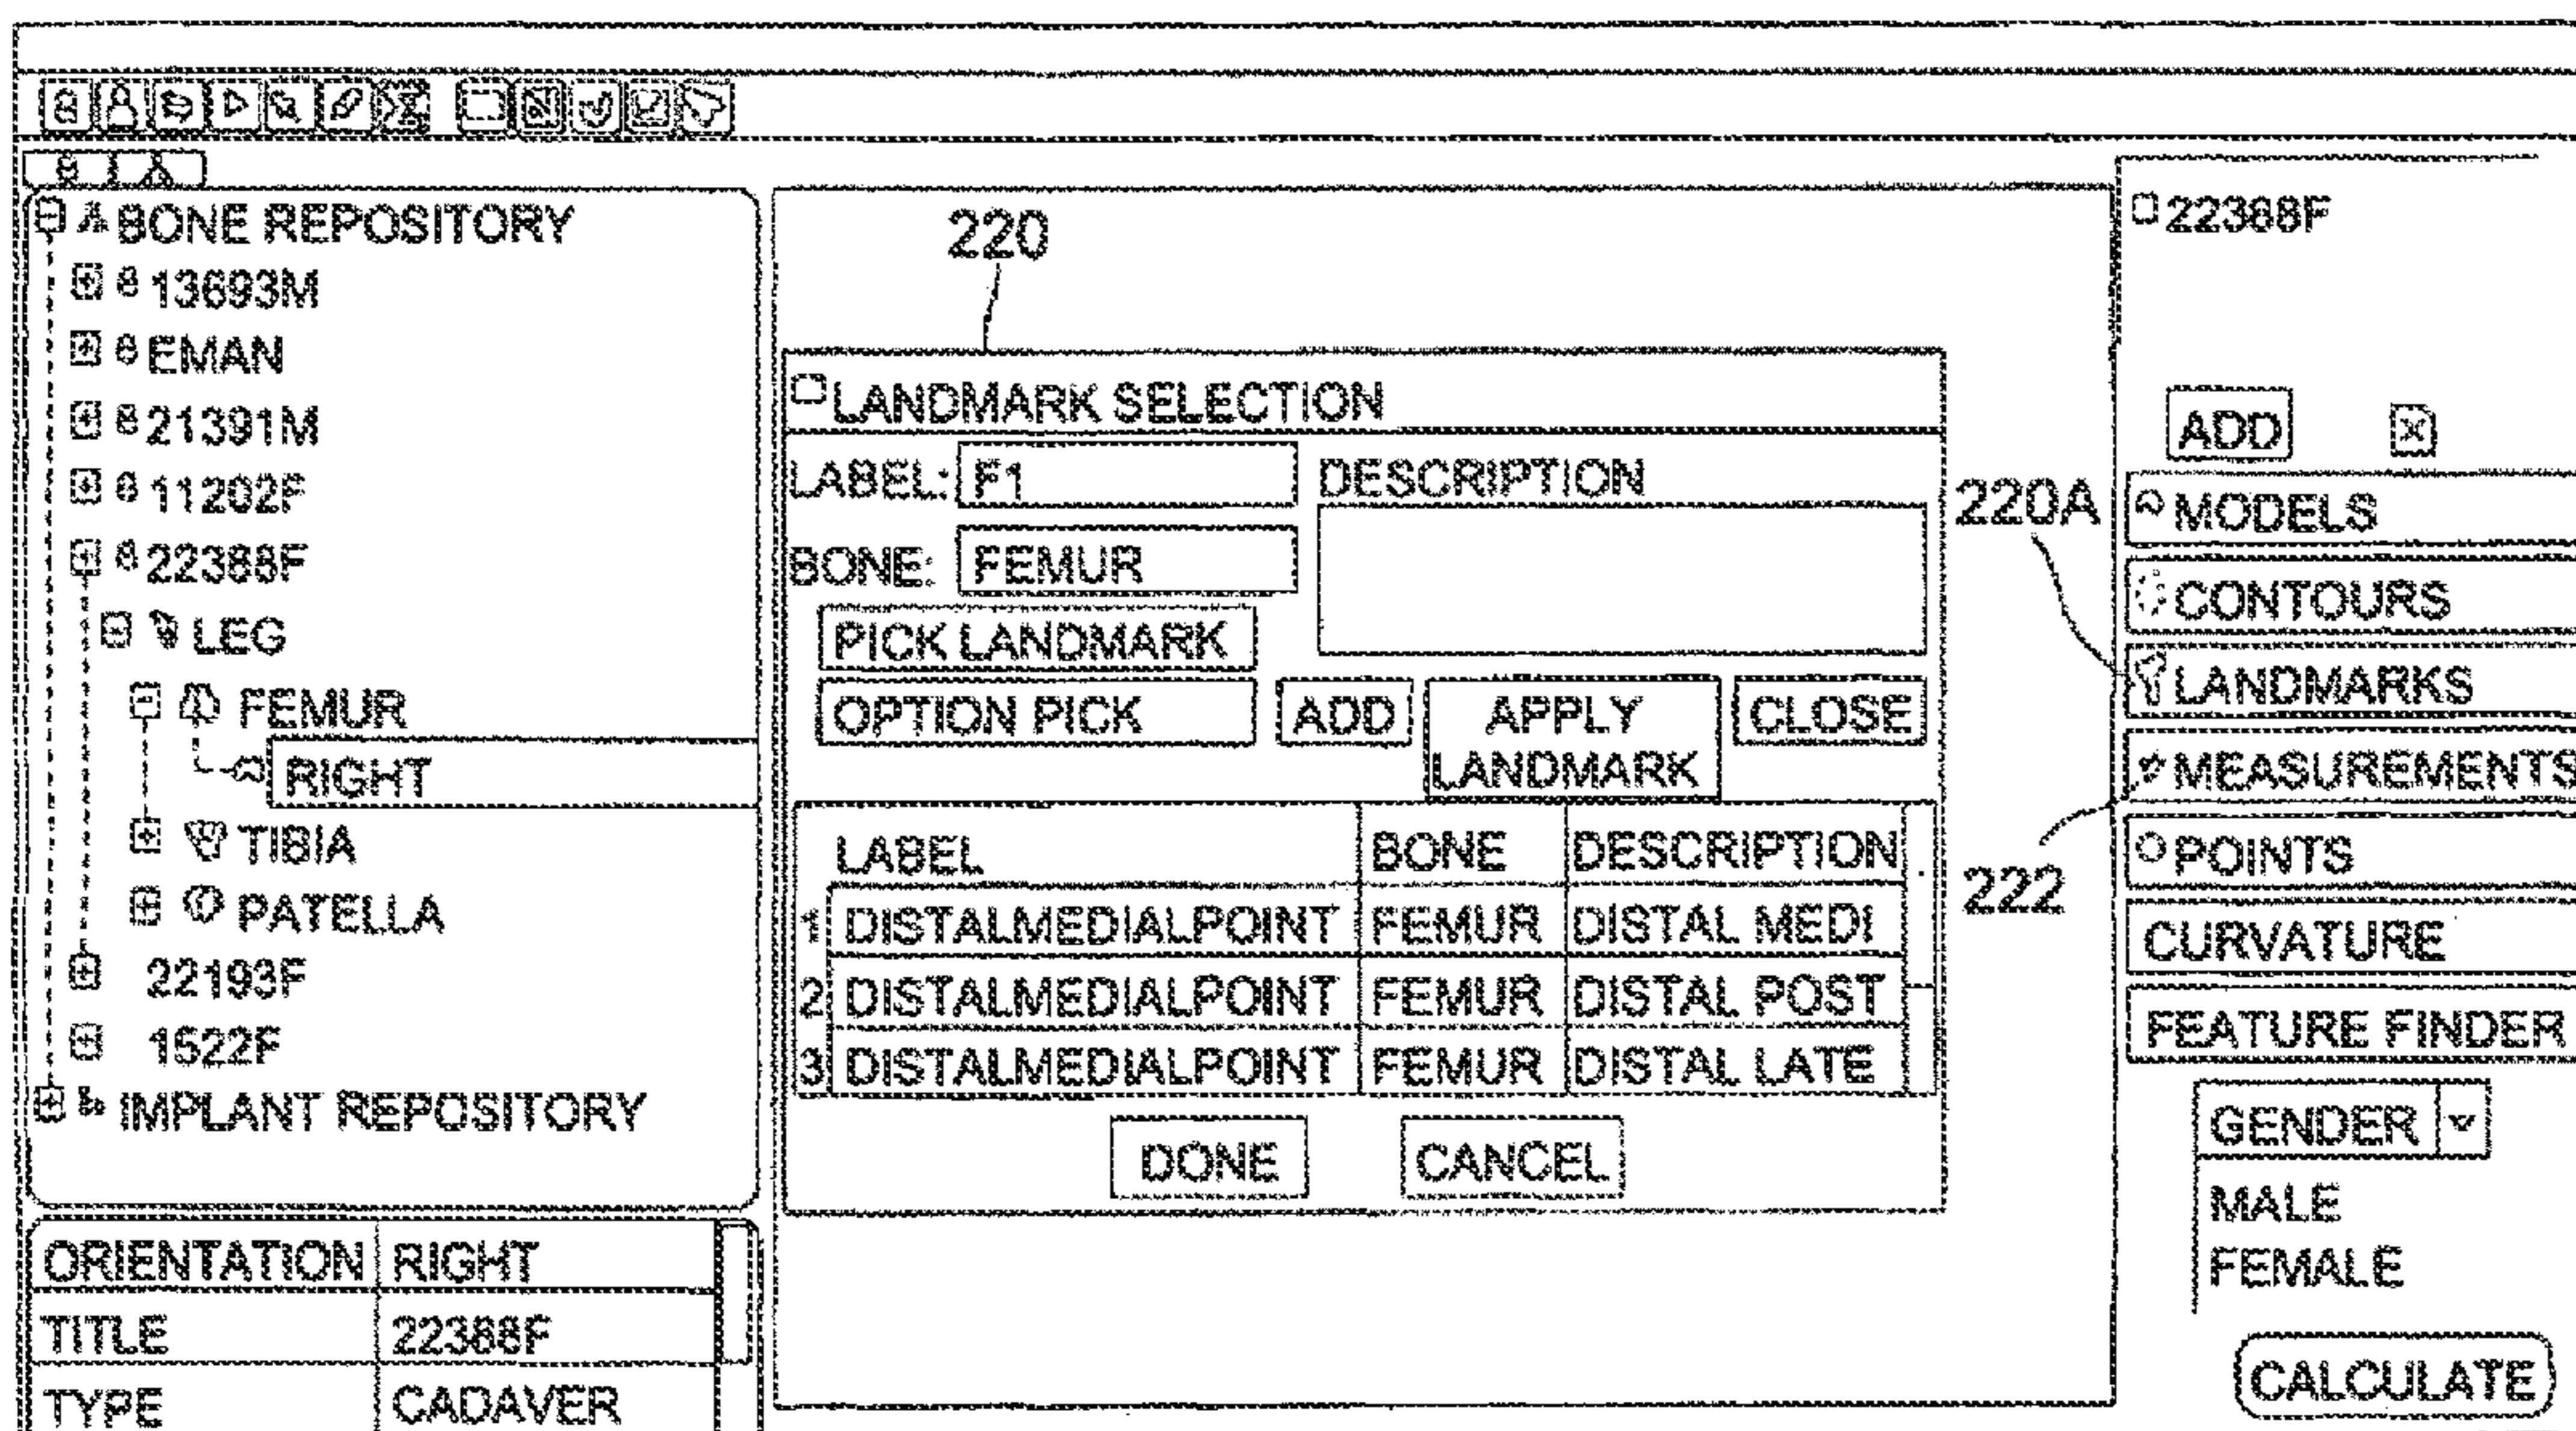 BONE REPOSITORY
13693M
EMAN
21391M
11202F
22388F
LEG
FEMUR
RIGHT
TIBIA
PATELLA
22193F
1522F
IMPLANT REPOSITORY
ORIENTATION RIGHT
TITLE 22388F
TYPE CADAVER
220
LANDMARK SELECTION
LABEL: F1 DESCRIPTION
BONE: FEMUR
PICK LANDMARK
OPTION PICK ADD APPLY LANDMARK CLOSE
LABEL BONE DESCRIPTION
1 DISTALMEDIALPOINT FEMUR DISTAL MEDI
2 DISTALMEDIALPOINT FEMUR DISTAL POST
3 DISTALMEDIALPOINT FEMUR DISTAL LATE
DONE CANCEL
220A
222
22388F
ADD
MODELS
CONTOURS
LANDMARKS
MEASUREMENTS
POINTS
CURVATURE
FEATURE FINDER
GENDER
MALE
FEMALE
CALCULATE